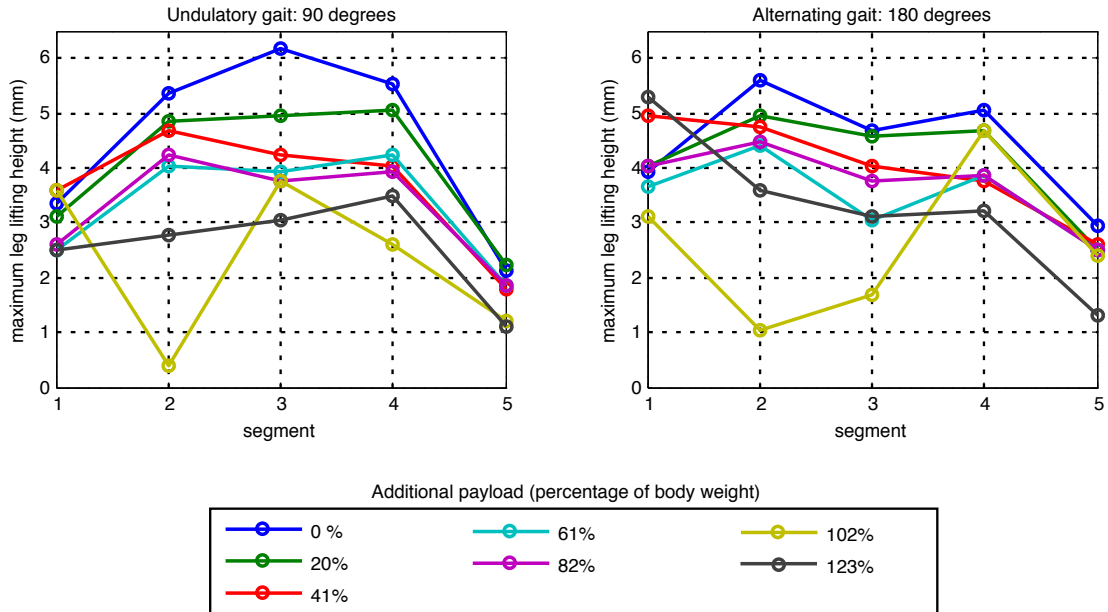 Undulatory gait: 90 degrees
maximum leg lifting height (mm)
6
5
4
3
2
1
0
1 2 3 4 5
segment
Alternating gait: 180 degrees
maximum leg lifting height (mm)
6
5
4
3
2
1
0
1 2 3 4 5
segment
Additional payload (percentage of body weight)
0 % 61% 102%
20% 82% 123%
41%